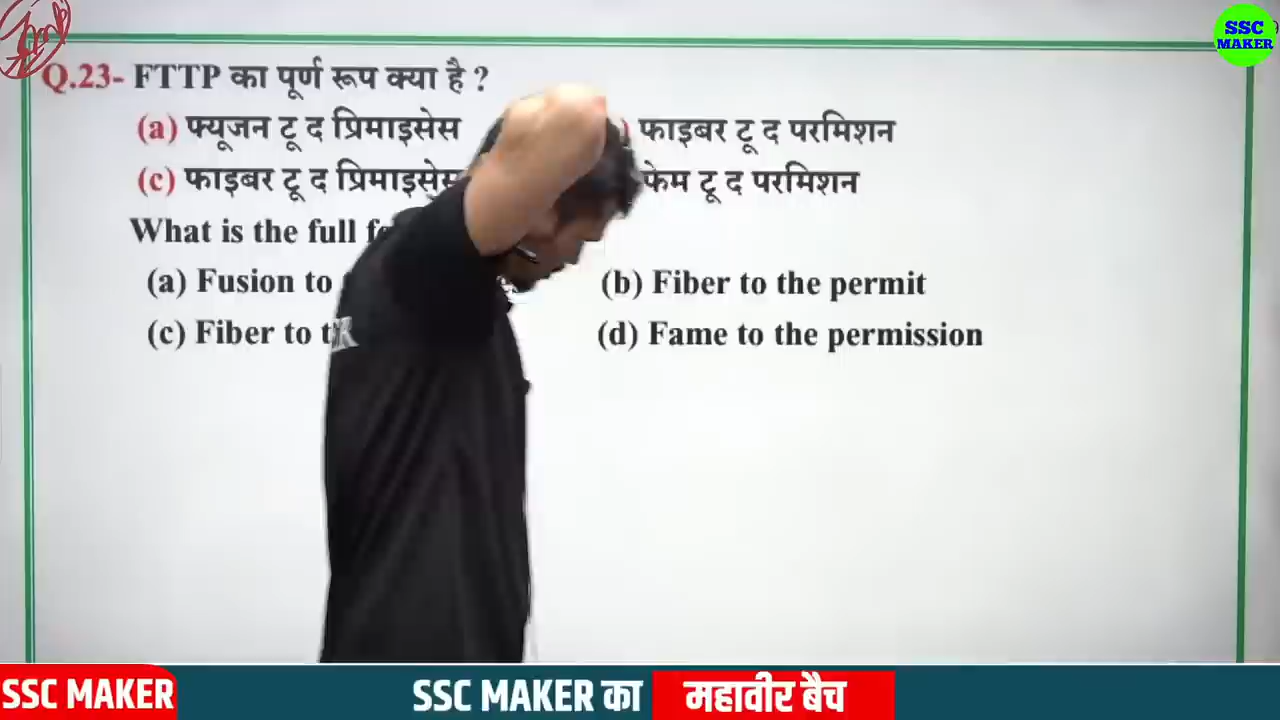 SSC
MAKER
Q.23- FTTP का पूर्ण रूप क्या है ?
(a) फ्यूजन टू द प्रिमाइसेस ) फाइबर टू द परमिशन
(c) फाइबर टू द प्रिमाइसेस फेम टू द परमिशन
What is the full
(a) Fusion to (b) Fiber to the permit
(c) Fiber to (d) Fame to the permission
SSC MAKER SSC MAKER का महावीर बैच